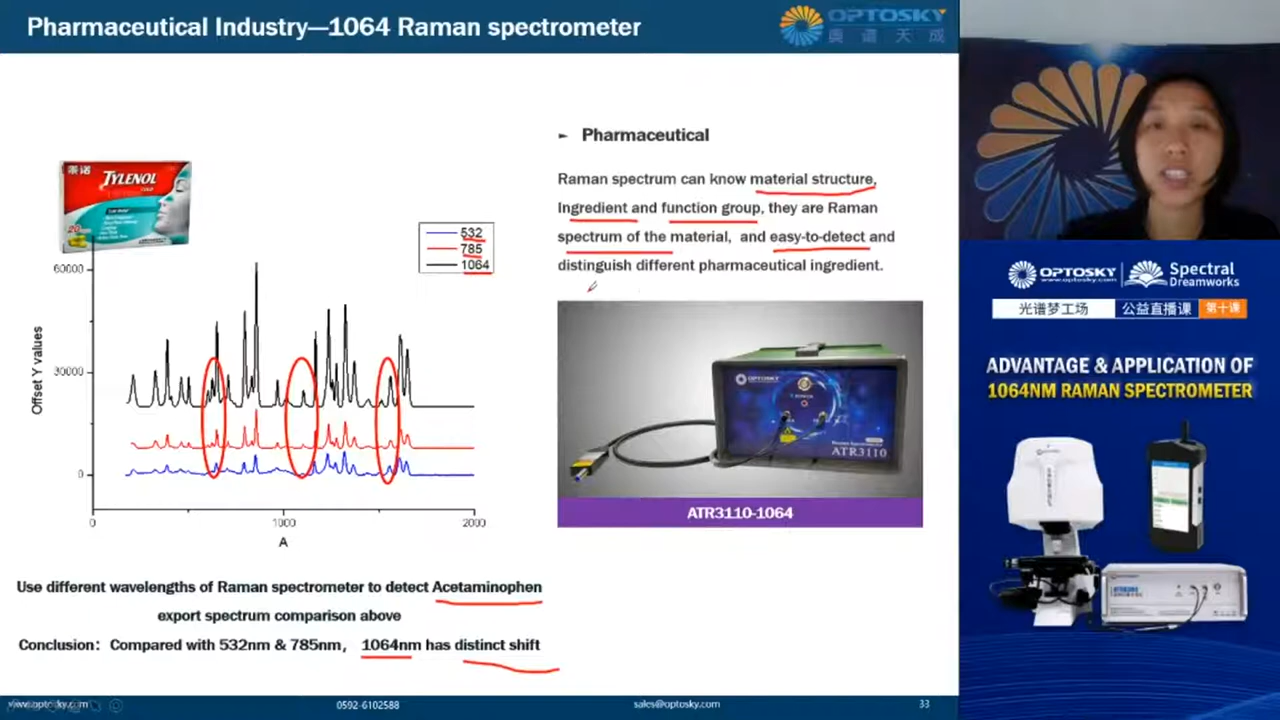 Pharmaceutical Industry—1064 Raman spectrometer
OPTOSKY
奥谱天成
► Pharmaceutical
Raman spectrum can know material structure,
Ingredient and function group, they are Raman
spectrum of the material, and easy-to-detect and
distinguish different pharmaceutical ingredient.
TYLENOL
532
785
1064
60000
30000
0
Offset Y values
0 1000 2000
A
OPTOSKY
ATR3110
ATR3110-1064
Use different wavelengths of Raman spectrometer to detect Acetaminophen
export spectrum comparison above
Conclusion: Compared with 532nm & 785nm, 1064nm has distinct shift
www.optosky.com 0592-6102588 sales@optosky.com 33
OPTOSKY
www.optosky.com
Spectral
Dreamworks
光谱梦工场 公益直播课 第十课
ADVANTAGE & APPLICATION OF
1064NM RAMAN SPECTROMETER